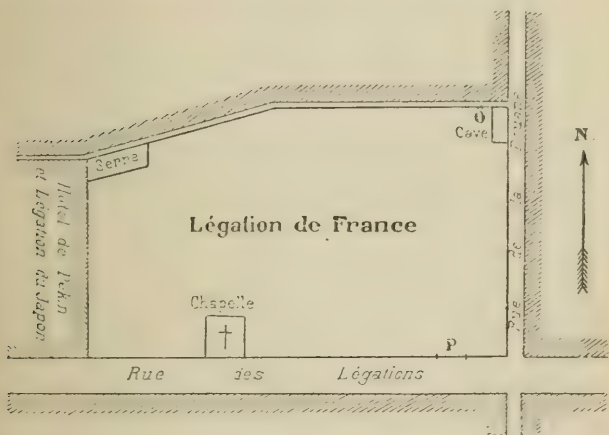 O
Cave
N
Serre
Légation de France
Rue de la Douane
Hôtel de Pékin
et Légation du Japon
Chapelle
P
Rue des Légations